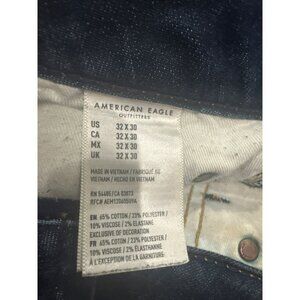 AMERICAN EAGLE
OUTFITTERS
US 32 X 30
CA 32 X 30
MX 32 X 30
UK 32 X 30
MADE IN VIETNAM / FABRIQUÉ AU
VIETNAM / HECHO EN VIETNAM
RN 54485/CA 03073
EN 65% COTTON / 23% POLYESTER /
10% VISCOSE / 2% ELASTANE
EXCLUSIVE OF DECORATION
FR 65% COTON / 23% POLYESTER /
10% VISCOSE / 2% ÉLASTHANNE
À L'EXCEPTION DE LA GARNITURE